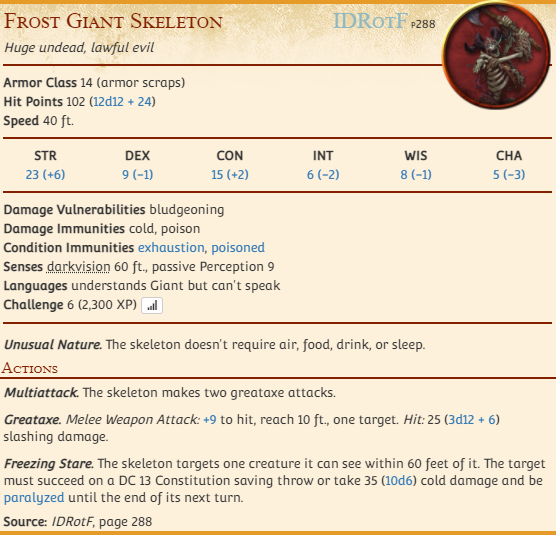 Frost Giant Skeleton IDRotF P288
Huge undead, lawful evil
Armor Class 14 (armor scraps)
Hit Points 102 (12d12 + 24)
Speed 40 ft.
STR DEX CON INT WIS CHA
23 (+6) 9 (−1) 15 (+2) 6 (−2) 8 (−1) 5 (−3)
Damage Vulnerabilities bludgeoning
Damage Immunities cold, poison
Condition Immunities exhaustion, poisoned
Senses darkvision 60 ft., passive Perception 9
Languages understands Giant but can't speak
Challenge 6 (2,300 XP)
Unusual Nature. The skeleton doesn't require air, food, drink, or sleep.
Actions
Multiattack. The skeleton makes two greataxe attacks.
Greataxe. Melee Weapon Attack: +9 to hit, reach 10 ft., one target. Hit: 25 (3d12 + 6)
slashing damage.
Freezing Stare. The skeleton targets one creature it can see within 60 feet of it. The target
must succeed on a DC 13 Constitution saving throw or take 35 (10d6) cold damage and be
paralyzed until the end of its next turn.
Source: IDRotF, page 288